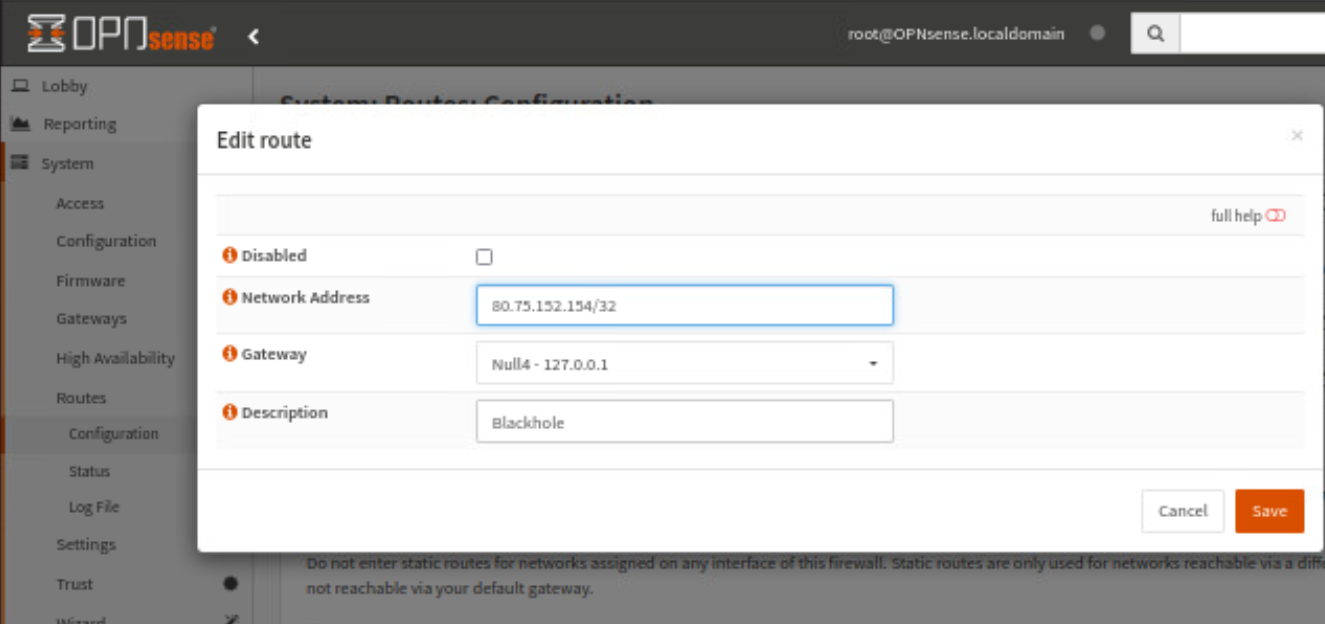 OPNsense
root@OPNsense.localdomain
Lobby
System: Routes: Configuration
Reporting
Edit route
×
System
Access
full help
Configuration
Disabled
Firmware
Network Address
80.75.152.154/32
Gateways
High Availability
Gateway
Null4 - 127.0.0.1
Routes
Description
Blackhole
Configuration
Status
Log File
Cancel
Save
Settings
Do not enter static routes for networks assigned on any interface of this firewall. Static routes are only used for networks reachable via a
Trust
not reachable via your default gateway.
Wizard